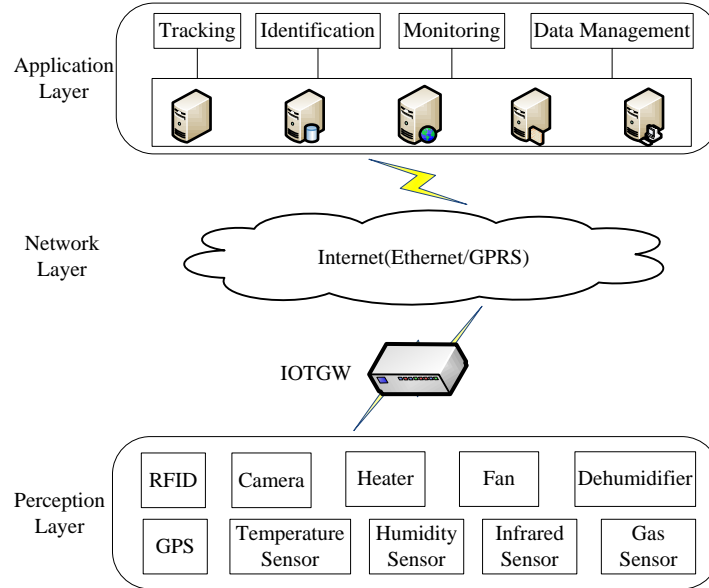 Tracking
Identification
Monitoring
Data Management
Application
Layer
Network
Layer
Internet(Ethernet/GPRS)
IOTGW
Perception
Layer
RFID
Camera
Heater
Fan
Dehumidifier
GPS
Temperature
Sensor
Humidity
Sensor
Infrared
Sensor
Gas
Sensor